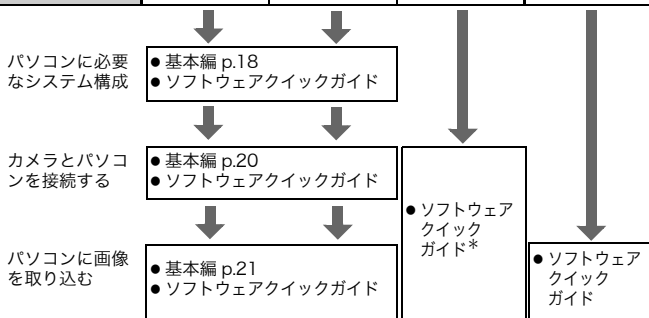 パソコンに必要
なシステム構成
● 基本編 p.18
● ソフトウェアクイックガイド
カメラとパソコ
ンを接続する
● 基本編 p.20
● ソフトウェアクイックガイド
● ソフトウェア
クイック
ガイド*
パソコンに画像
を取り込む
● 基本編 p.21
● ソフトウェアクイックガイド
● ソフトウェア
クイック
ガイド